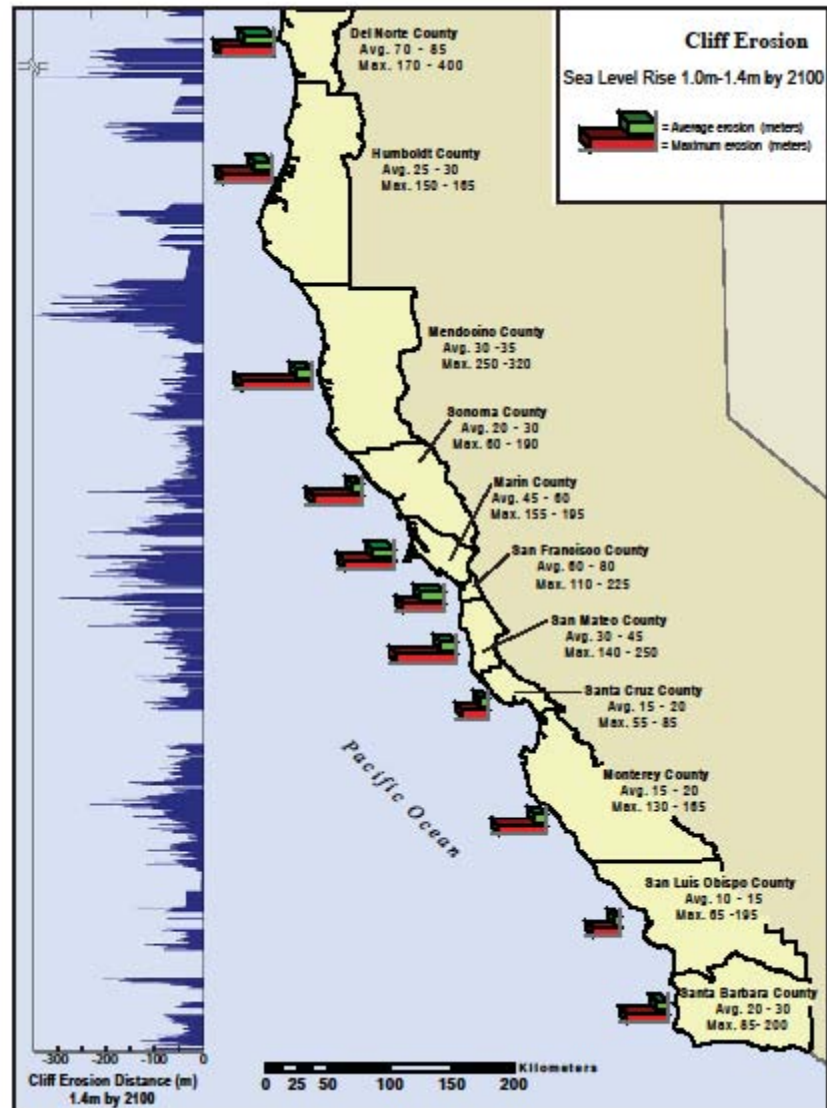 Cliff Erosion
Sea Level Rise 1.0m-1.4m by 2100
= Average erosion (meters)
= Maximum erosion (meters)
Del Norte County
Avg. 70 - 85
Max. 170 - 400
Humboldt County
Avg. 25 - 30
Max. 150 - 165
Mendocino County
Avg. 30 -35
Max. 250 -320
Sonoma County
Avg. 20 - 30
Max. 60 - 190
Marin County
Avg. 45 - 60
Max. 155 - 195
San Francisco County
Avg. 60 - 80
Max. 110 - 225
San Mateo County
Avg. 30 - 45
Max. 140 - 250
Santa Cruz County
Avg. 15 - 20
Max. 55 - 85
Pacific Ocean
Monterey County
Avg. 15 - 20
Max. 130 - 165
San Luis Obispo County
Avg. 10 - 15
Max. 65 -195
Santa Barbara County
Avg. 20 - 30
Max. 85- 200
-300 -200 -100 0
Cliff Erosion Distance (m)
1.4m by 2100
Kilometers
0 25 50 100 150 200